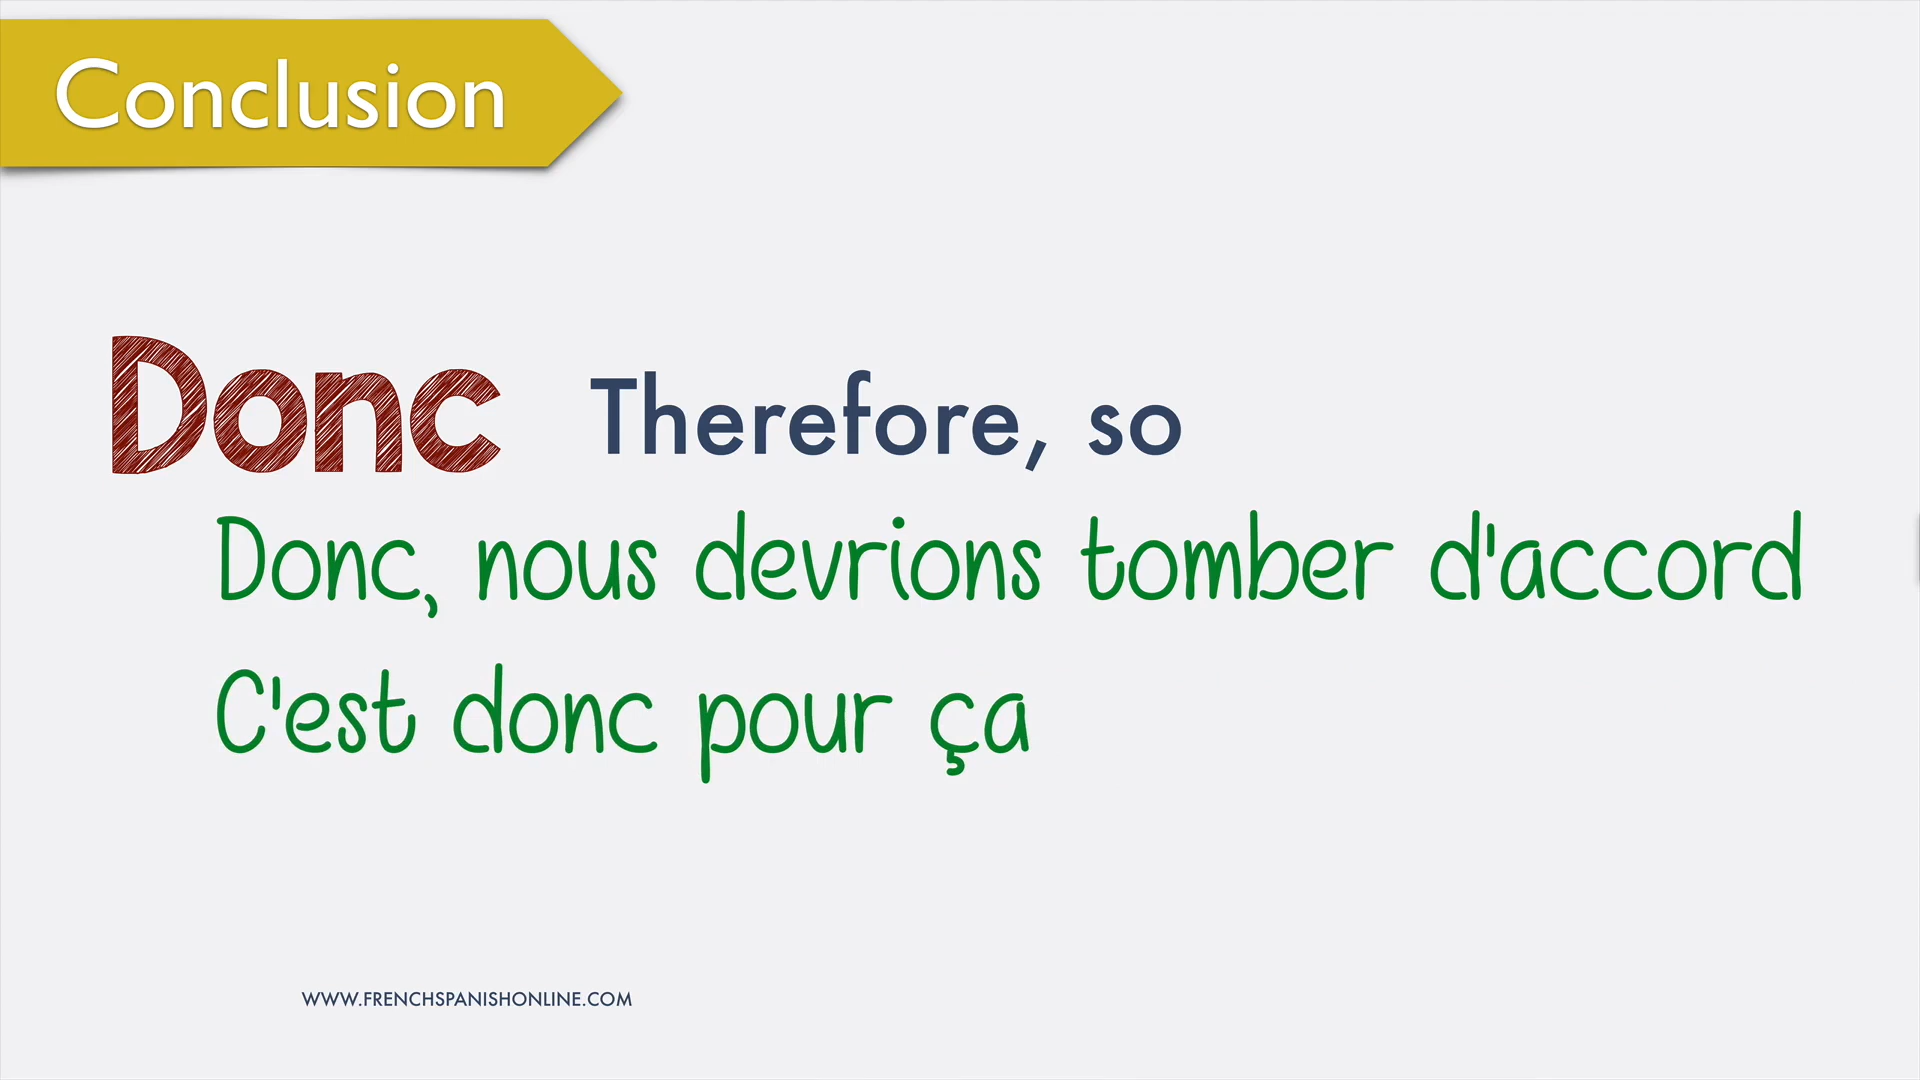 Conclusion
Donc Therefore, so
Donc, nous devrions tomber d'accord
C'est donc pour ça
WWW.FRENCHSPANISHONLINE.COM